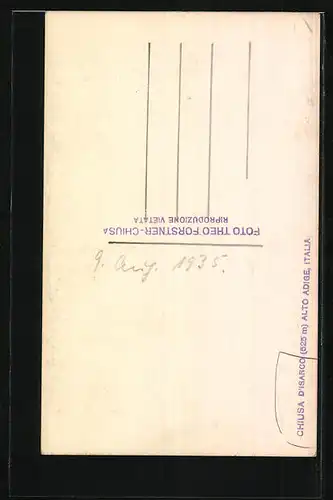 FOTO THEO FORSTNER-CHIUSA
RIPRODUZIONE VIETATA
9. Aug. 1935.
CHIUSA D'ISARCO (525 m) ALTO ADIGE, ITALIA